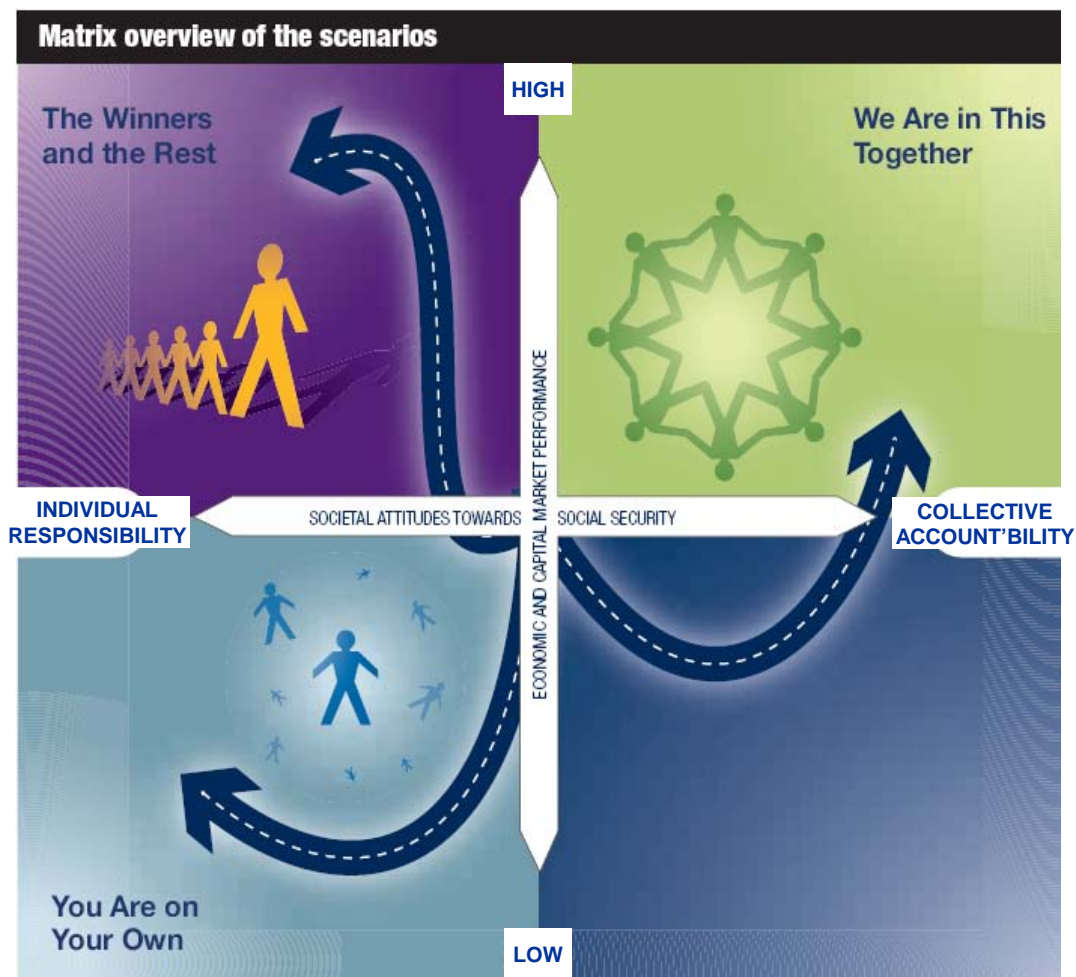 Matrix overview of the scenarios
HIGH
The Winners
and the Rest
We Are in This
Together
ECONOMIC AND CAPITAL MARKET PERFORMANCE
INDIVIDUAL
RESPONSIBILITY
SOCIETAL ATTITUDES TOWARDS SOCIAL SECURITY
COLLECTIVE
ACCOUNT’BILITY
You Are on
Your Own
LOW